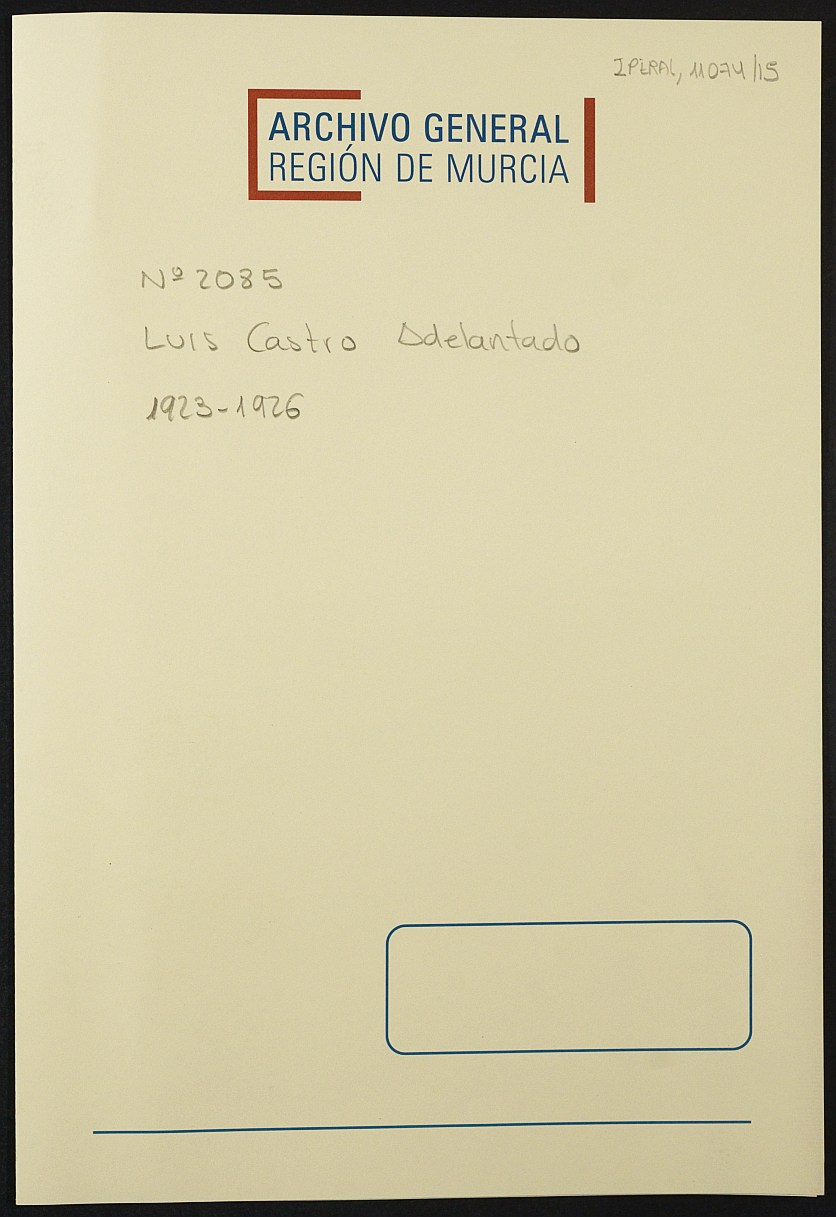 IPERAL, 11074/15
ARCHIVO GENERAL
REGIÓN DE MURCIA
Nº 2085
Luis Castro Adelantado
1923-1926